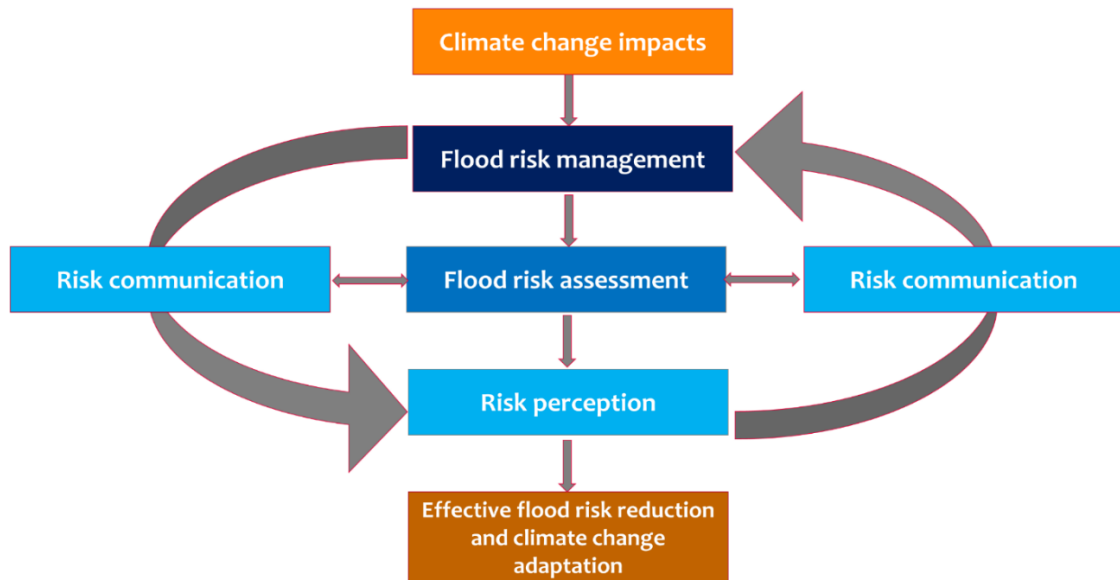 Climate change impacts
Flood risk management
Risk communication
Flood risk assessment
Risk communication
Risk perception
Effective flood risk reduction
and climate change
adaptation